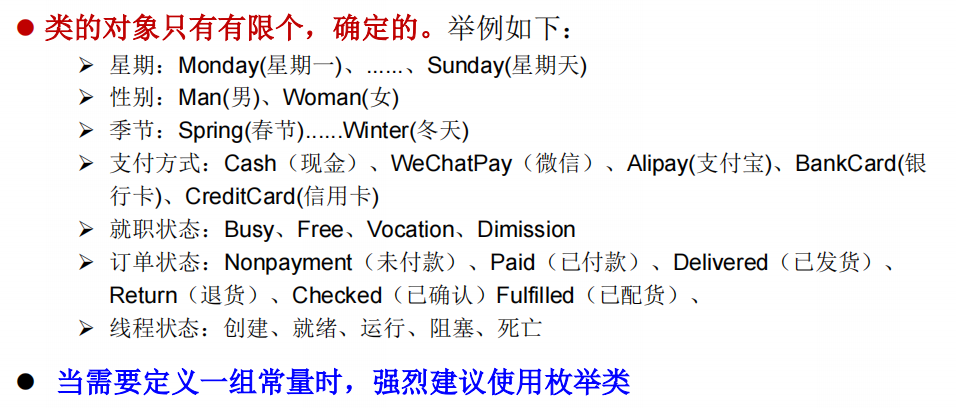 ● 类的对象只有有限个，确定的。举例如下：
➢ 星期：Monday(星期一)、......、Sunday(星期天)
➢ 性别：Man(男)、Woman(女)
➢ 季节：Spring(春节)......Winter(冬天)
➢ 支付方式：Cash（现金）、WeChatPay（微信）、Alipay(支付宝)、BankCard(银
行卡)、CreditCard(信用卡)
➢ 就职状态：Busy、Free、Vocation、Dimission
➢ 订单状态：Nonpayment（未付款）、Paid（已付款）、Delivered（已发货）、
Return（退货）、Checked（已确认）Fulfilled（已配货）、
➢ 线程状态：创建、就绪、运行、阻塞、死亡
● 当需要定义一组常量时，强烈建议使用枚举类